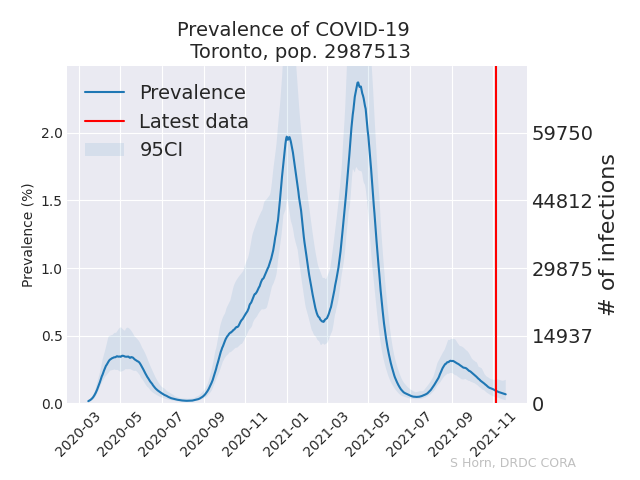 Prevalence of COVID-19
Toronto, pop. 2987513
Prevalence
Latest data
95CI
Prevalence (%)
2.0
1.5
1.0
0.5
0.0
59750
44812
29875
14937
0
# of infections
2020-03
2020-05
2020-07
2020-09
2020-11
2021-01
2021-03
2021-05
2021-07
2021-09
2021-11
S Horn, DRDC CORA